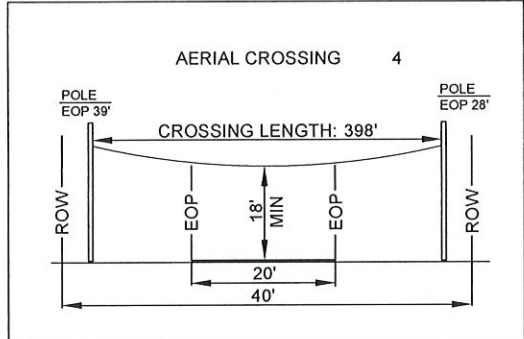 AERIAL CROSSING 4
POLE
EOP 39'
POLE
EOP 28'
CROSSING LENGTH: 398'
ROW
EOP
18'
MIN
EOP
ROW
20'
40'